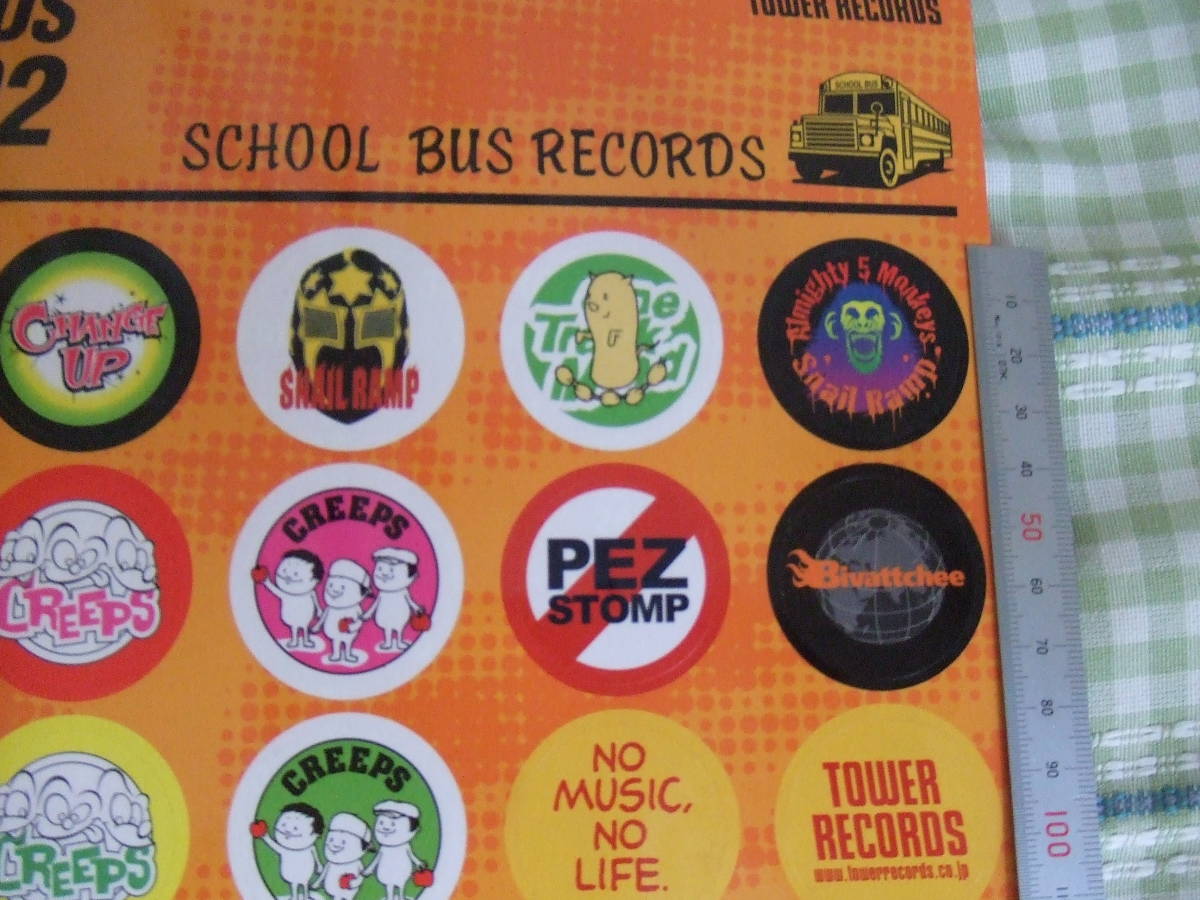 TOWER RECORDS
US
22
SCHOOL BUS
SCHOOL BUS RECORDS
CHANGE
UP
SNAIL RAMP
The
Track
Almighty 5 Monkeys
Snail Ramp
CREEPS
CREEPS
PEZ
STOMP
Bivattchee
CREEPS
CREEPS
NO
MUSIC,
NO
LIFE.
TOWER
RECORDS
www.towerrecords.co.jp
10
20
30
40
50
60
70
80
90
100